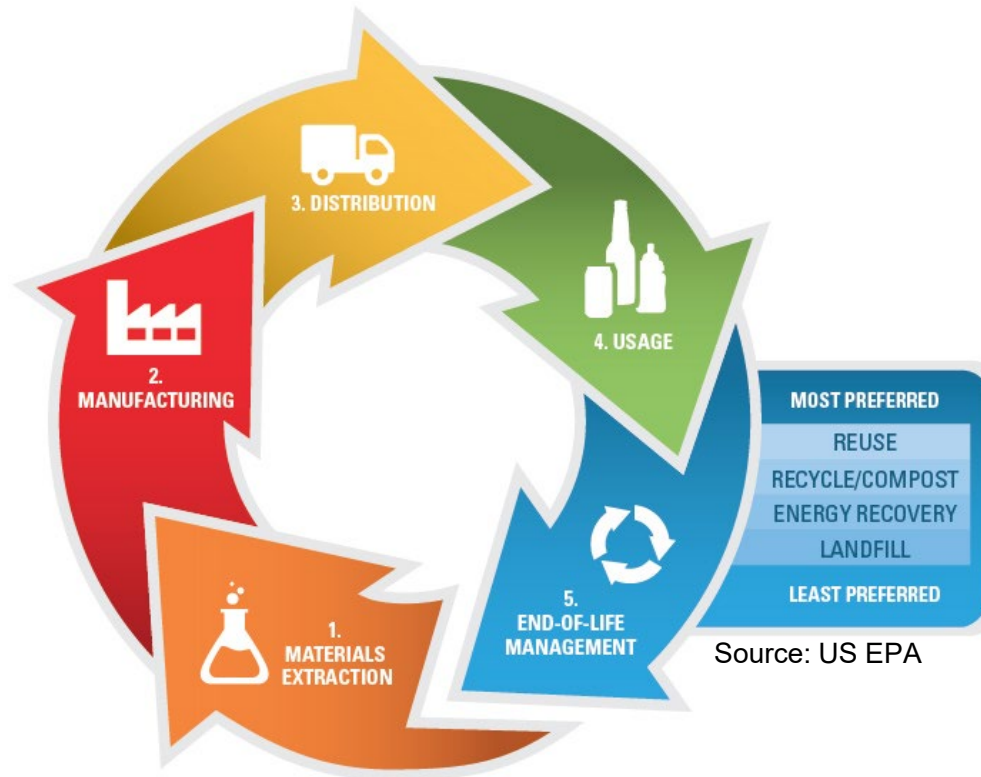 1.
MATERIALS
EXTRACTION
2.
MANUFACTURING
3. DISTRIBUTION
4. USAGE
5.
END-OF-LIFE
MANAGEMENT
MOST PREFERRED
REUSE
RECYCLE/COMPOST
ENERGY RECOVERY
LANDFILL
LEAST PREFERRED
Source: US EPA